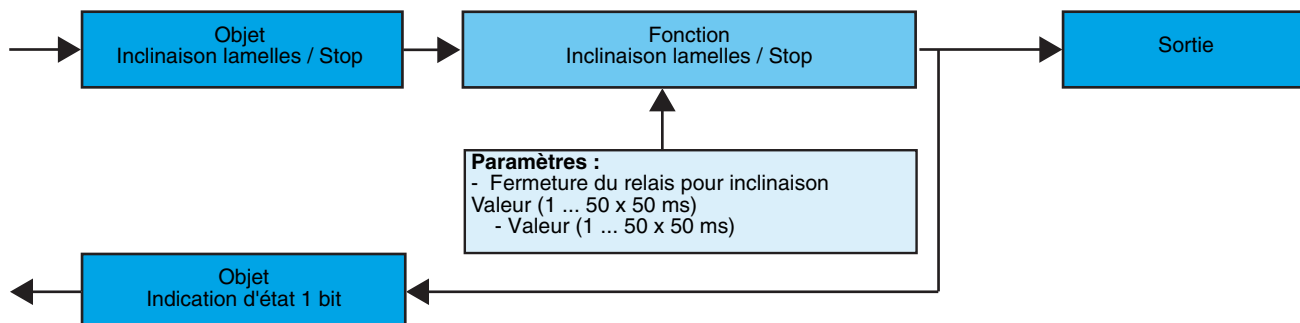 Objet
Inclinaison lamelles / Stop
Fonction
Inclinaison lamelles / Stop
Sortie
Paramètres :
- Fermeture du relais pour inclinaison
Valeur (1 ... 50 x 50 ms)
- Valeur (1 ... 50 x 50 ms)
Objet
Indication d'état 1 bit